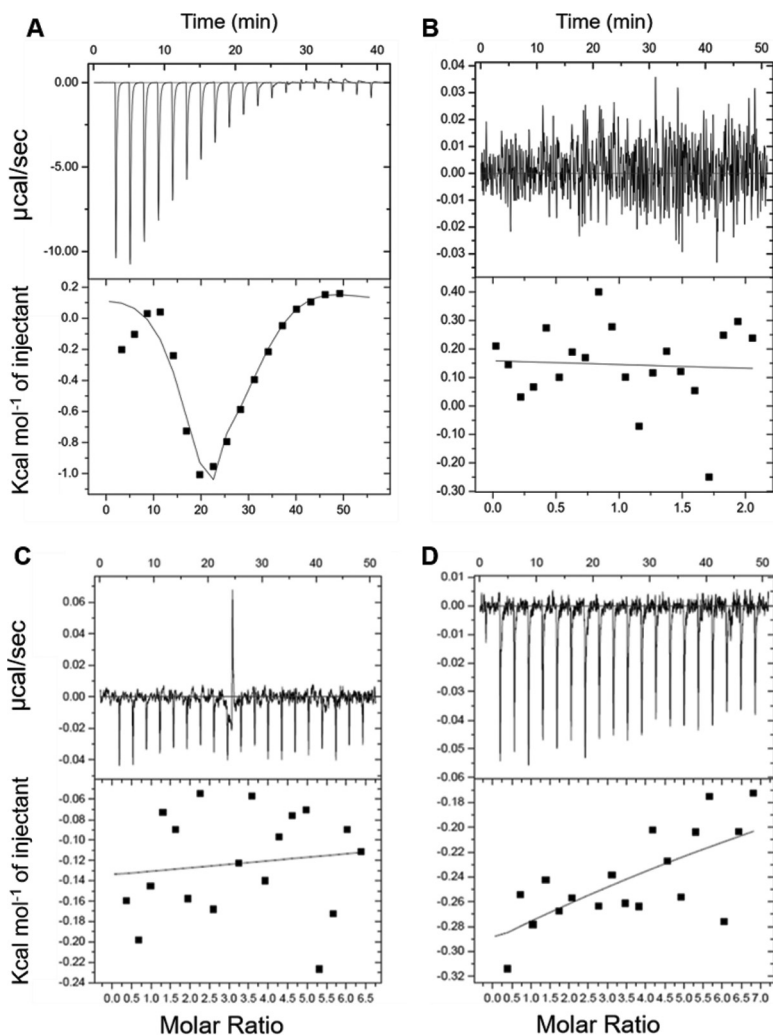 A
Time (min)
0 10 20 30 40
0.00
-5.00
-10.00
µcal/sec
0.2
0.0
-0.2
-0.4
-0.6
-0.8
-1.0
Kcal mol⁻¹ of injectant
0 10 20 30 40 50
B
Time (min)
0 10 20 30 40 50
0.04
0.03
0.01
0.00
-0.01
-0.03
-0.04
0.40
0.30
0.20
0.10
0.00
-0.10
-0.20
-0.30
0.0 0.5 1.0 1.5 2.0
C
0 10 20 30 40 50
0.06
0.04
0.02
0.00
-0.02
-0.04
µcal/sec
-0.06
-0.08
-0.10
-0.12
-0.14
-0.16
-0.18
-0.20
-0.22
-0.24
Kcal mol⁻¹ of injectant
0.0 0.5 1.0 1.5 2.0 2.5 3.0 3.5 4.0 4.5 5.0 5.5 6.0 6.5
Molar Ratio
D
0 10 20 30 40 50
0.01
0.00
-0.01
-0.02
-0.03
-0.04
-0.05
-0.06
-0.18
-0.20
-0.22
-0.24
-0.26
-0.28
-0.30
-0.32
0.0 0.5 1.0 1.5 2.0 2.5 3.0 3.5 4.0 4.5 5.0 5.5 6.0 6.5 7.0
Molar Ratio